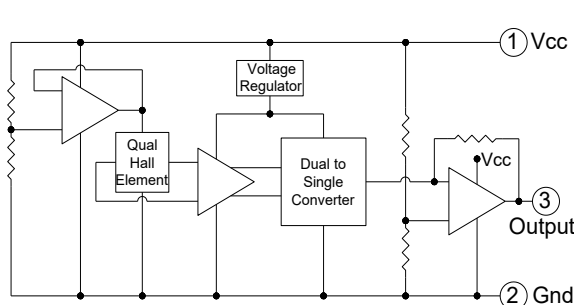 1 Vcc
Voltage
Regulator
Qual
Hall
Element
Dual to
Single
Converter
Vcc
3
Output
2 Gnd